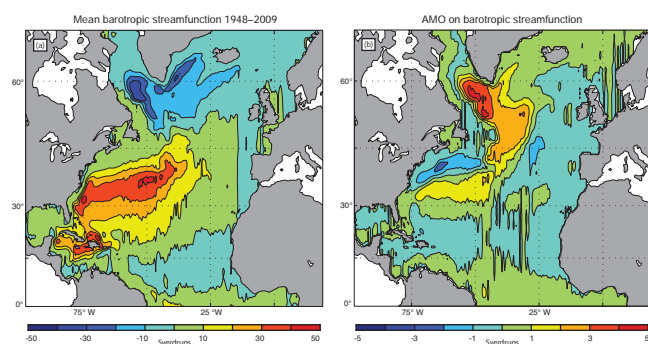 Mean barotropic streamfunction 1948–2009
AMO on barotropic streamfunction
(a)
60°
30°
0°
75° W
25° W
-50 -30 -10 10 30 50
Sverdrups
(b)
60°
30°
0°
75° W
25° W
-5 -3 -1 1 3 5
Sverdrups